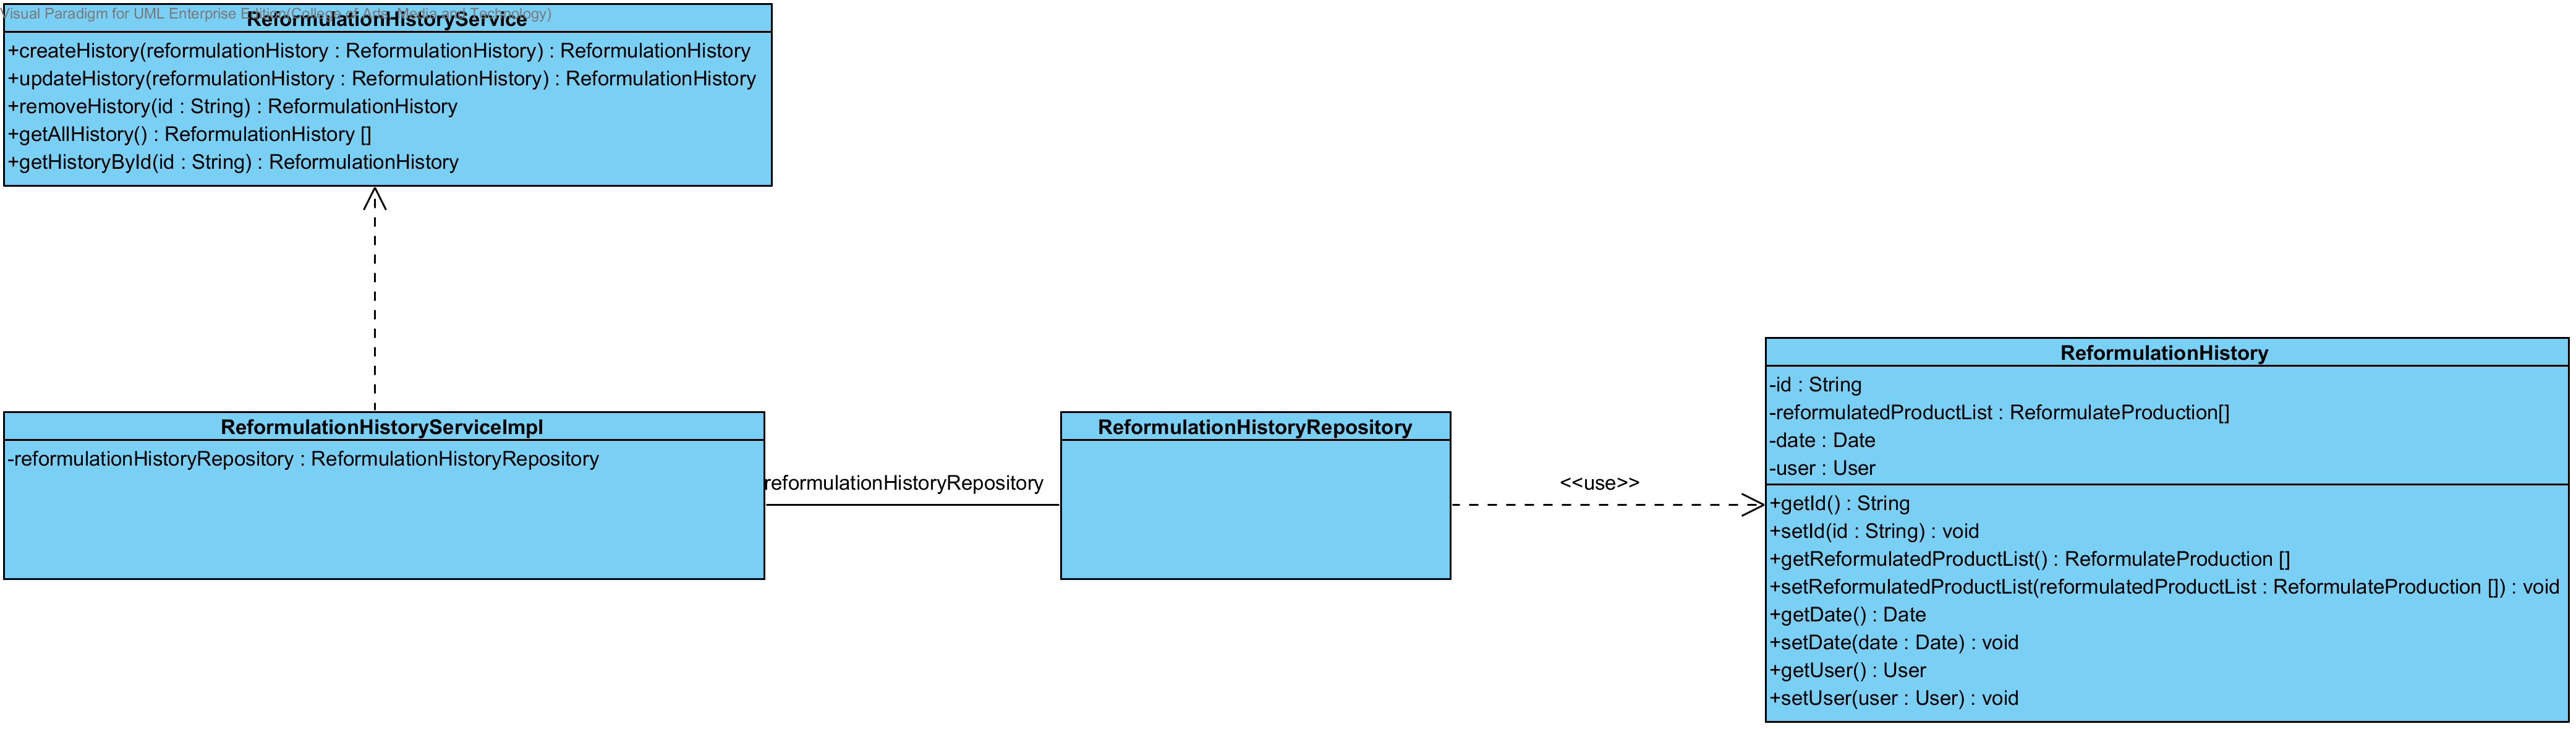 Visual Paradigm for UML Enterprise Edition(College of Arts, Media and Technology)
ReformulationHistoryService
+createHistory(reformulationHistory : ReformulationHistory) : ReformulationHistory
+updateHistory(reformulationHistory : ReformulationHistory) : ReformulationHistory
+removeHistory(id : String) : ReformulationHistory
+getAllHistory() : ReformulationHistory []
+getHistoryById(id : String) : ReformulationHistory
ReformulationHistoryServiceImpl
-reformulationHistoryRepository : ReformulationHistoryRepository
reformulationHistoryRepository
ReformulationHistoryRepository
<<use>>
ReformulationHistory
-id : String
-reformulatedProductList : ReformulateProduction[]
-date : Date
-user : User
+getId() : String
+setId(id : String) : void
+getReformulatedProductList() : ReformulateProduction []
+setReformulatedProductList(reformulatedProductList : ReformulateProduction []) : void
+getDate() : Date
+setDate(date : Date) : void
+getUser() : User
+setUser(user : User) : void